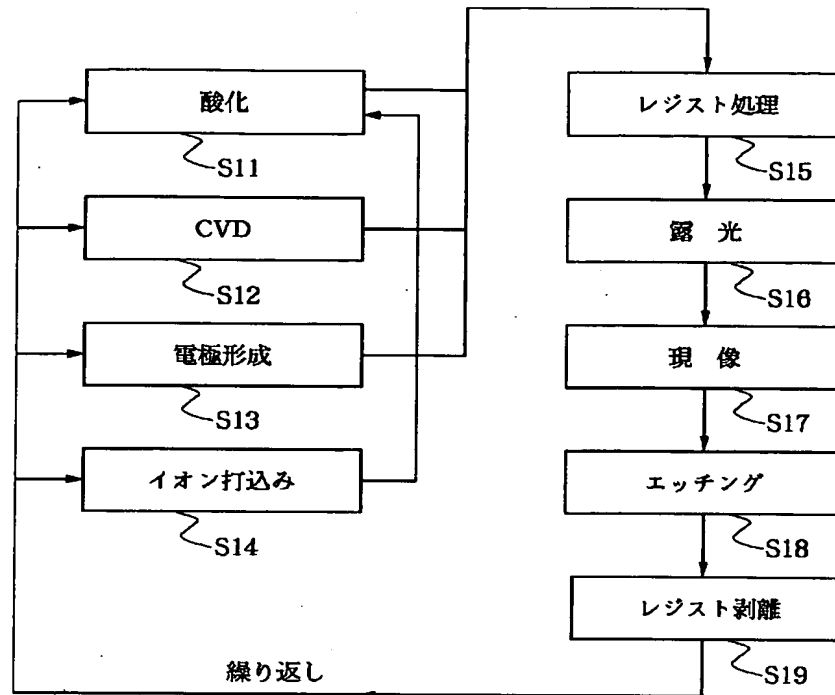 酸化
S11
CVD
S12
電極形成
S13
イオン打込み
S14
レジスト処理
S15
露 光
S16
現 像
S17
エッチング
S18
レジスト剥離
S19
繰り返し